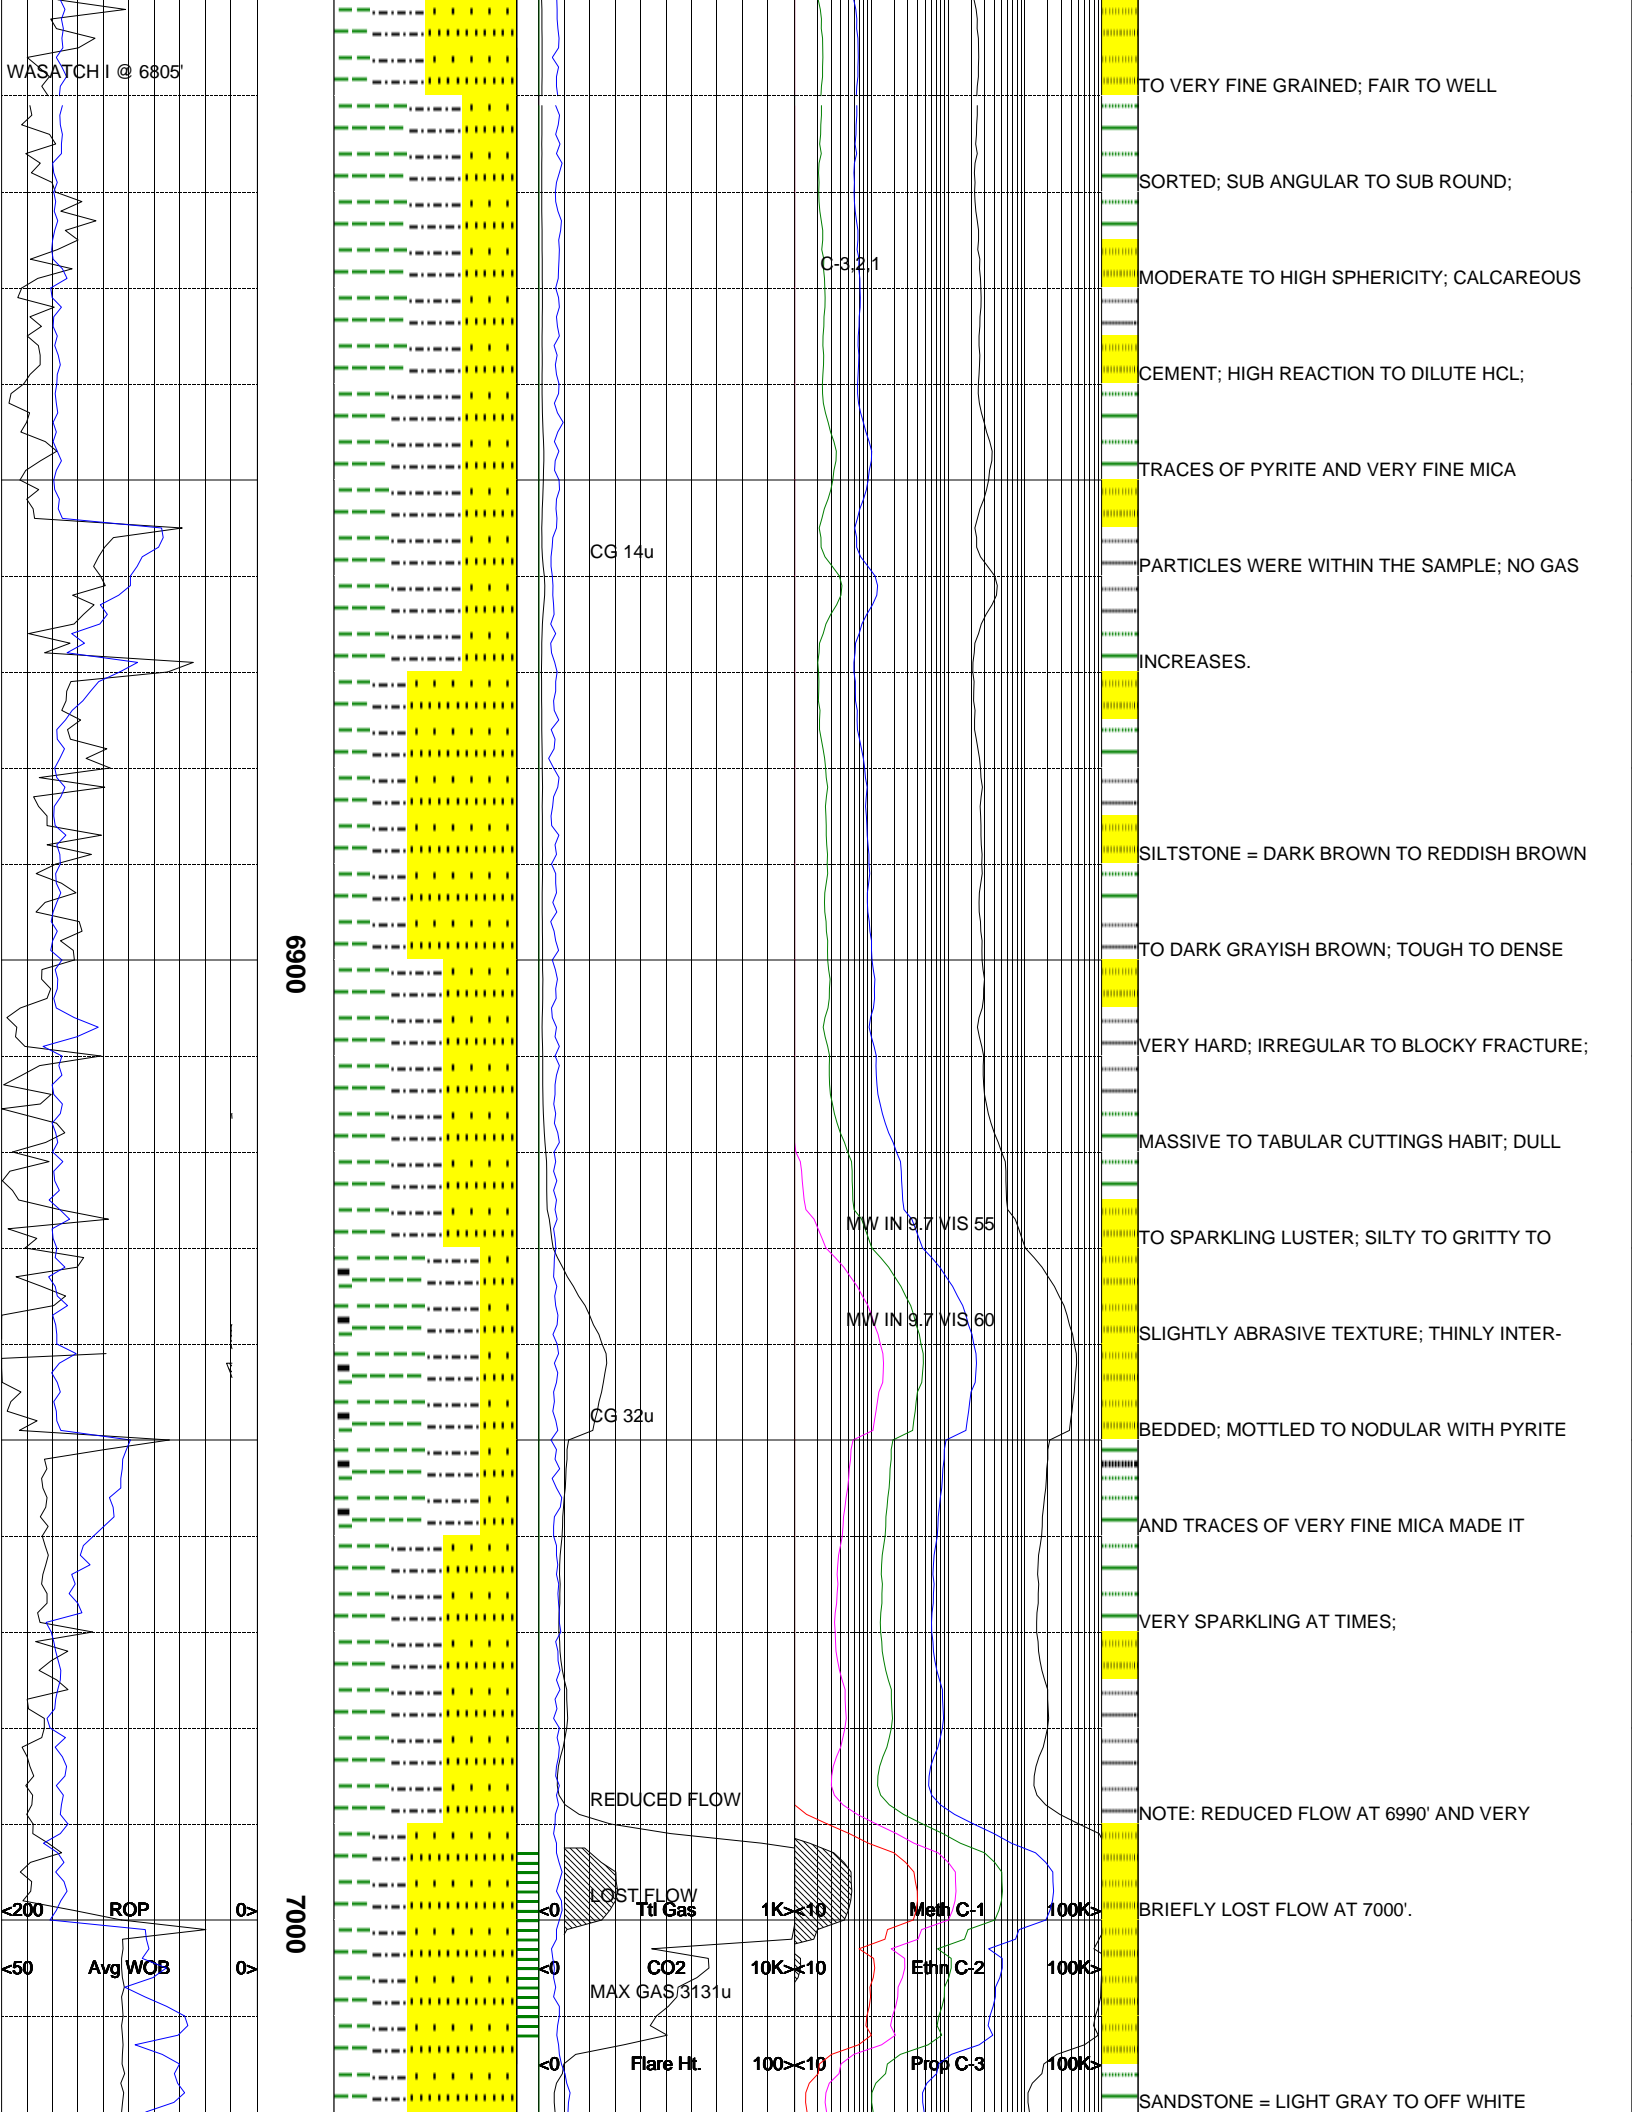 WASATCH I @ 6805'
TO VERY FINE GRAINED; FAIR TO WELL
SORTED; SUB ANGULAR TO SUB ROUND;
C-3,2,1
MODERATE TO HIGH SPHERICITY; CALCAREOUS
CEMENT; HIGH REACTION TO DILUTE HCL;
TRACES OF PYRITE AND VERY FINE MICA
CG 14u
PARTICLES WERE WITHIN THE SAMPLE; NO GAS
INCREASES.
SILTSTONE = DARK BROWN TO REDDISH BROWN
6900
TO DARK GRAYISH BROWN; TOUGH TO DENSE
VERY HARD; IRREGULAR TO BLOCKY FRACTURE;
MASSIVE TO TABULAR CUTTINGS HABIT; DULL
MW IN 9.7 VIS 55
TO SPARKLING LUSTER; SILTY TO GRITTY TO
MW IN 9.7 VIS 60
SLIGHTLY ABRASIVE TEXTURE; THINLY INTER-
CG 32u
BEDDED; MOTTLED TO NODULAR WITH PYRITE
AND TRACES OF VERY FINE MICA MADE IT
VERY SPARKLING AT TIMES;
REDUCED FLOW
NOTE: REDUCED FLOW AT 6990' AND VERY
LOST FLOW
7000
<200 ROP 0> <0 Ttl Gas 1K> <10 Meth C-1 100K>
BRIEFLY LOST FLOW AT 7000'.
<50 Avg WOB 0> <0 CO2 10K> <10 Ethn C-2 100K>
MAX GAS 3131u
<0 Flare Ht. 100> <10 Prop C-3 100K>
SANDSTONE = LIGHT GRAY TO OFF WHITE